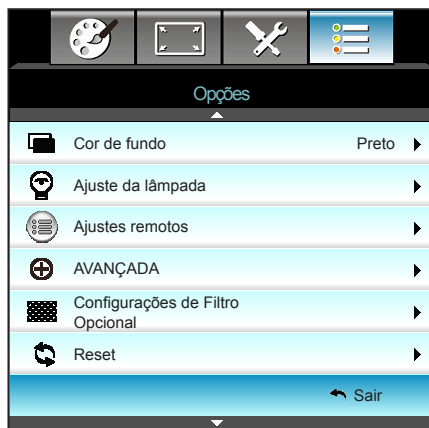 Opções
Cor de fundo Preto
Ajuste da lâmpada
Ajustes remotos
AVANÇADA
Configurações de Filtro
Opcional
Reset
Sair